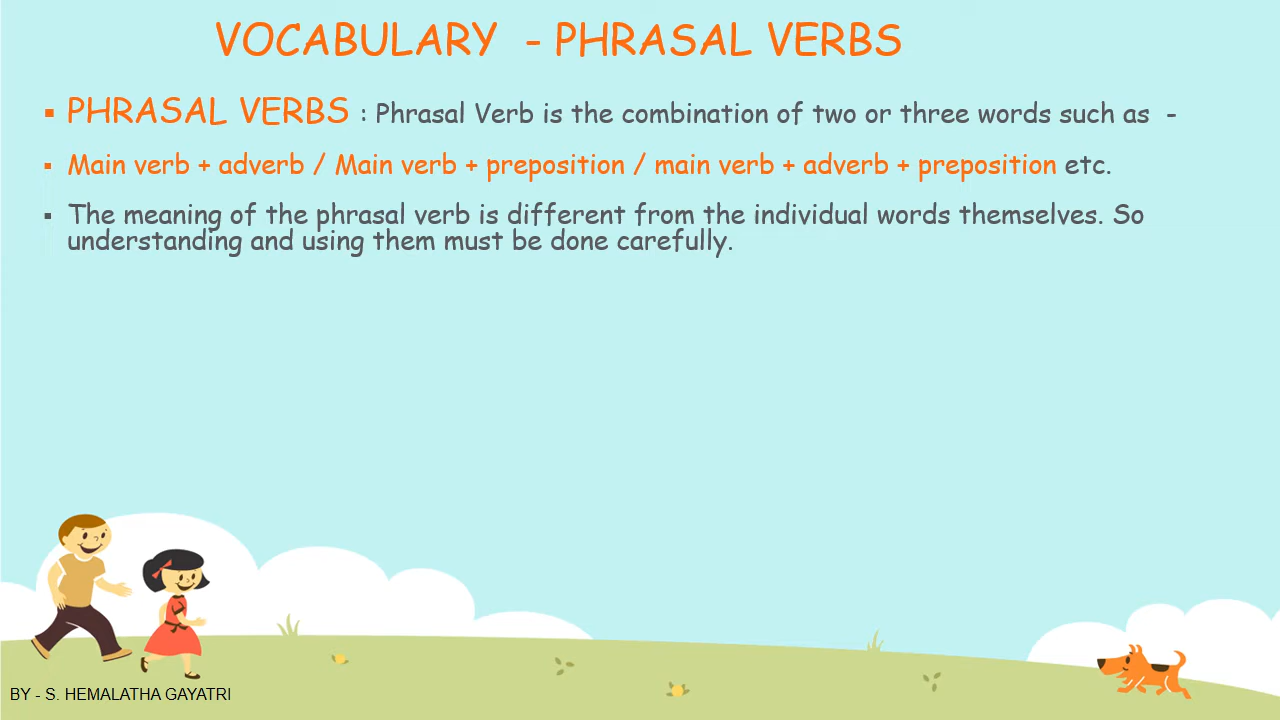 VOCABULARY - PHRASAL VERBS
▪ PHRASAL VERBS : Phrasal Verb is the combination of two or three words such as -
▪ Main verb + adverb / Main verb + preposition / main verb + adverb + preposition etc.
▪ The meaning of the phrasal verb is different from the individual words themselves. So
understanding and using them must be done carefully.
BY - S. HEMALATHA GAYATRI